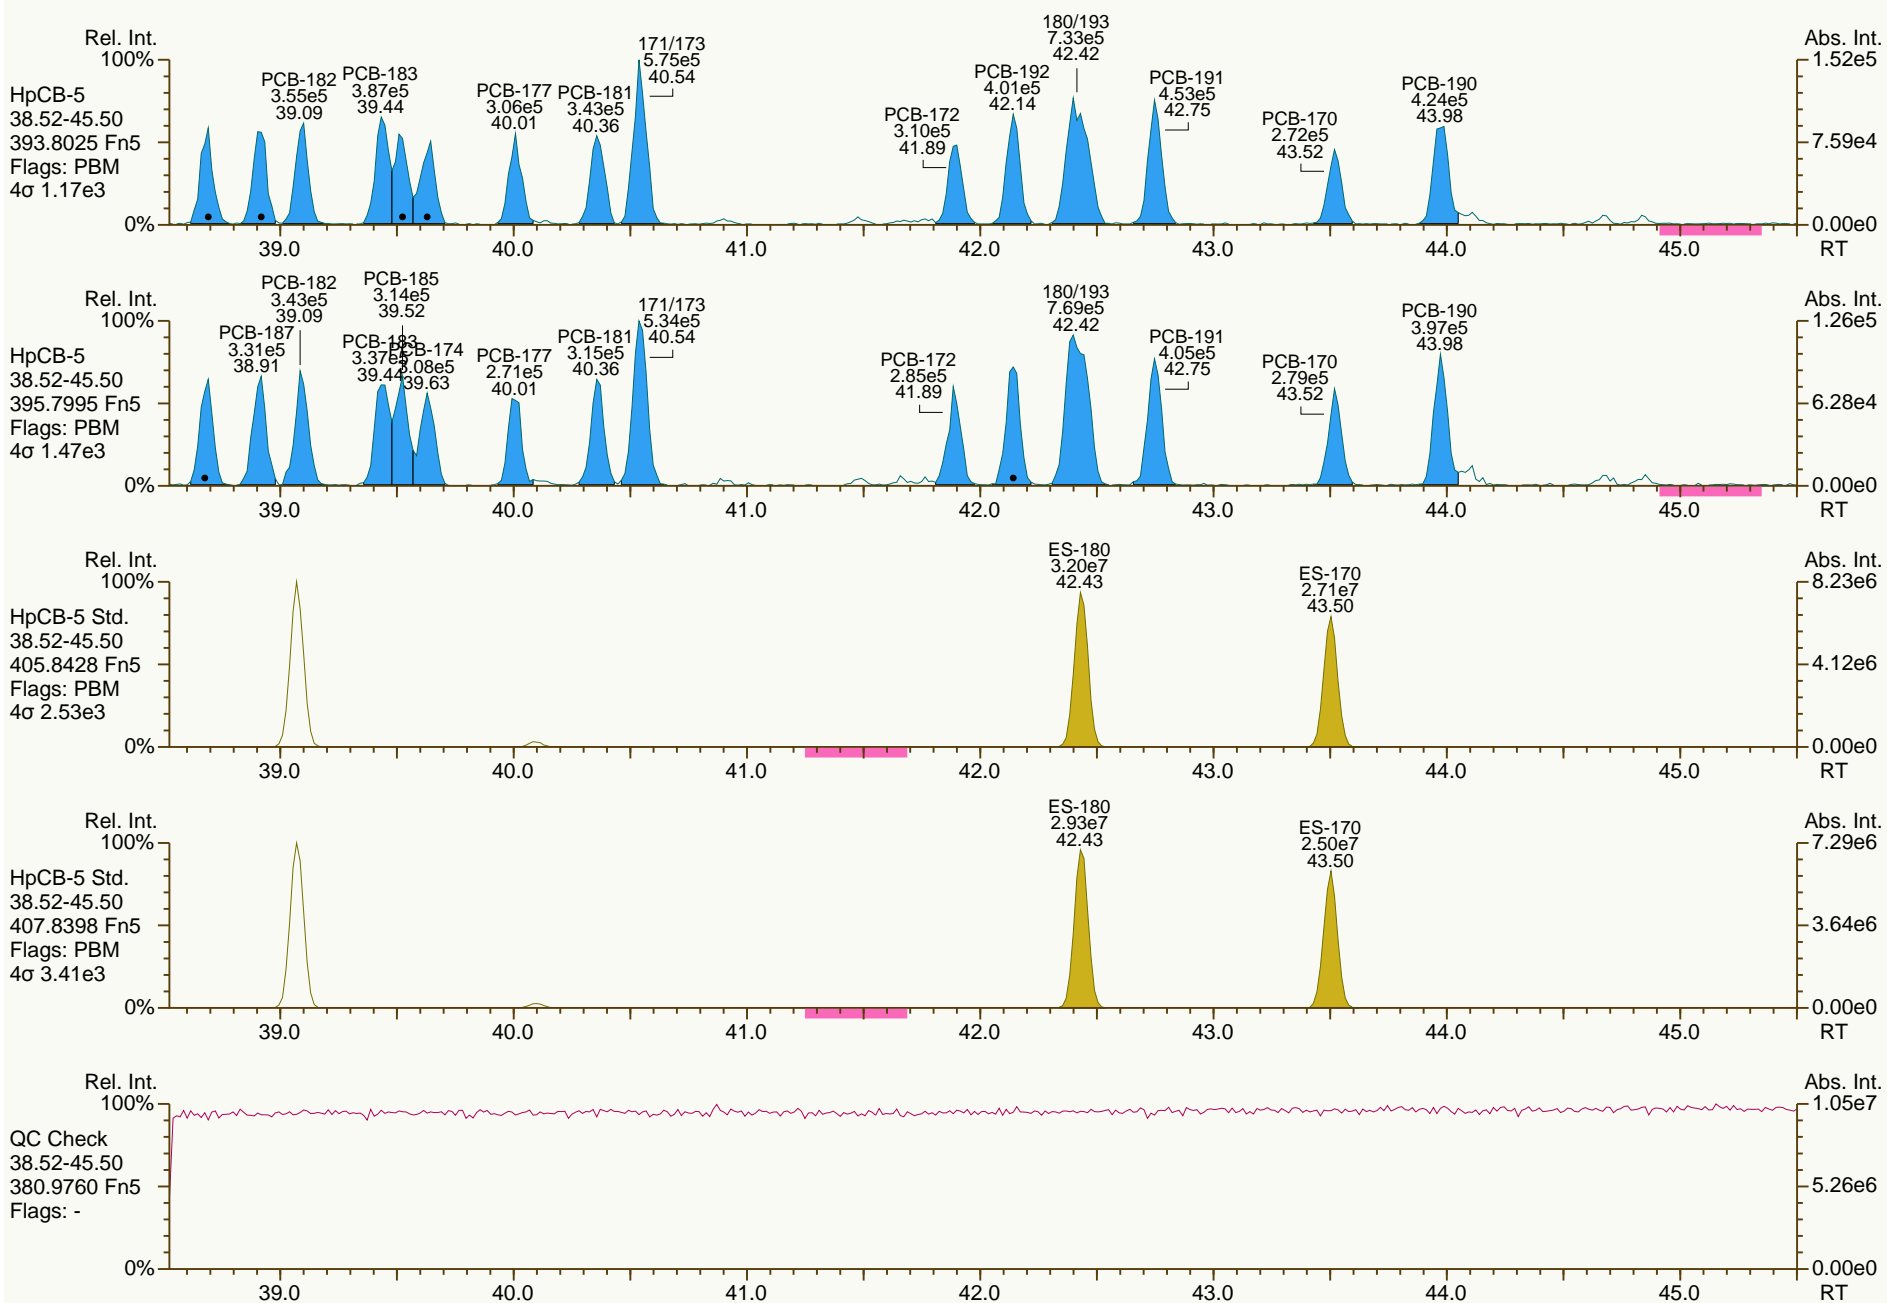 Rel. Int.
100%
0%
HpCB-5
38.52-45.50
393.8025 Fn5
Flags: PBM
4σ 1.17e3
PCB-182
3.55e5
39.09
PCB-183
3.87e5
39.44
PCB-177
3.06e5
40.01
PCB-181
3.43e5
40.36
171/173
5.75e5
40.54
PCB-172
3.10e5
41.89
PCB-192
4.01e5
42.14
180/193
7.33e5
42.42
PCB-191
4.53e5
42.75
PCB-170
2.72e5
43.52
PCB-190
4.24e5
43.98
Abs. Int.
1.52e5
7.59e4
0.00e0
39.0 40.0 41.0 42.0 43.0 44.0 45.0 RT
Rel. Int.
100%
0%
HpCB-5
38.52-45.50
395.7995 Fn5
Flags: PBM
4σ 1.47e3
PCB-187
3.31e5
38.91
PCB-182
3.43e5
39.09
PCB-183
3.37e5
39.44
PCB-185
3.14e5
39.52
PCB-174
3.08e5
39.63
PCB-177
2.71e5
40.01
PCB-181
3.15e5
40.36
171/173
5.34e5
40.54
PCB-172
2.85e5
41.89
180/193
7.69e5
42.42
PCB-191
4.05e5
42.75
PCB-170
2.79e5
43.52
PCB-190
3.97e5
43.98
Abs. Int.
1.26e5
6.28e4
0.00e0
39.0 40.0 41.0 42.0 43.0 44.0 45.0 RT
Rel. Int.
100%
0%
HpCB-5 Std.
38.52-45.50
405.8428 Fn5
Flags: PBM
4σ 2.53e3
ES-180
3.20e7
42.43
ES-170
2.71e7
43.50
Abs. Int.
8.23e6
4.12e6
0.00e0
39.0 40.0 41.0 42.0 43.0 44.0 45.0 RT
Rel. Int.
100%
0%
HpCB-5 Std.
38.52-45.50
407.8398 Fn5
Flags: PBM
4σ 3.41e3
ES-180
2.93e7
42.43
ES-170
2.50e7
43.50
Abs. Int.
7.29e6
3.64e6
0.00e0
39.0 40.0 41.0 42.0 43.0 44.0 45.0 RT
Rel. Int.
100%
0%
QC Check
38.52-45.50
380.9760 Fn5
Flags: -
Abs. Int.
1.05e7
5.26e6
0.00e0
39.0 40.0 41.0 42.0 43.0 44.0 45.0 RT